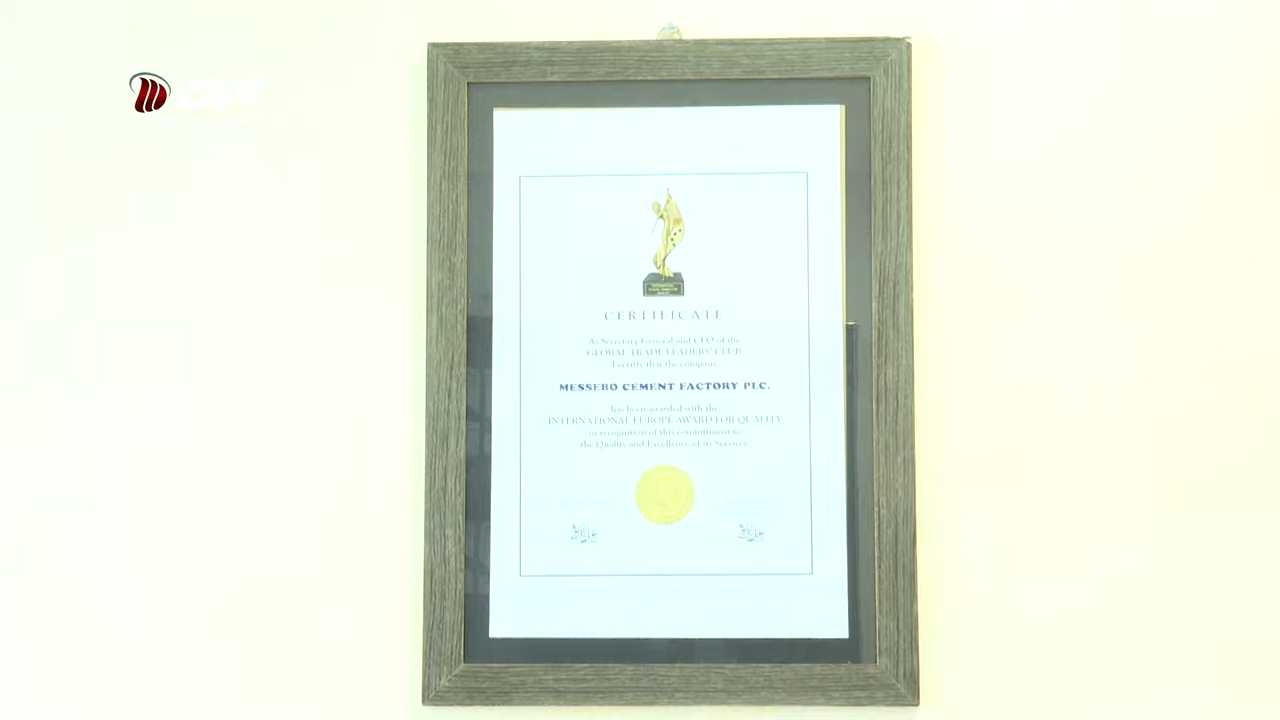 CERTIFICATE
As Secretary General and CEO of the
GLOBAL TRADE LEADERS' CLUB
I certify that the company
MESSEBO CEMENT FACTORY PLC.
has been awarded with the
INTERNATIONAL EUROPE AWARD FOR QUALITY
in recognition of this commitment to
the Quality and Excellence of its Services